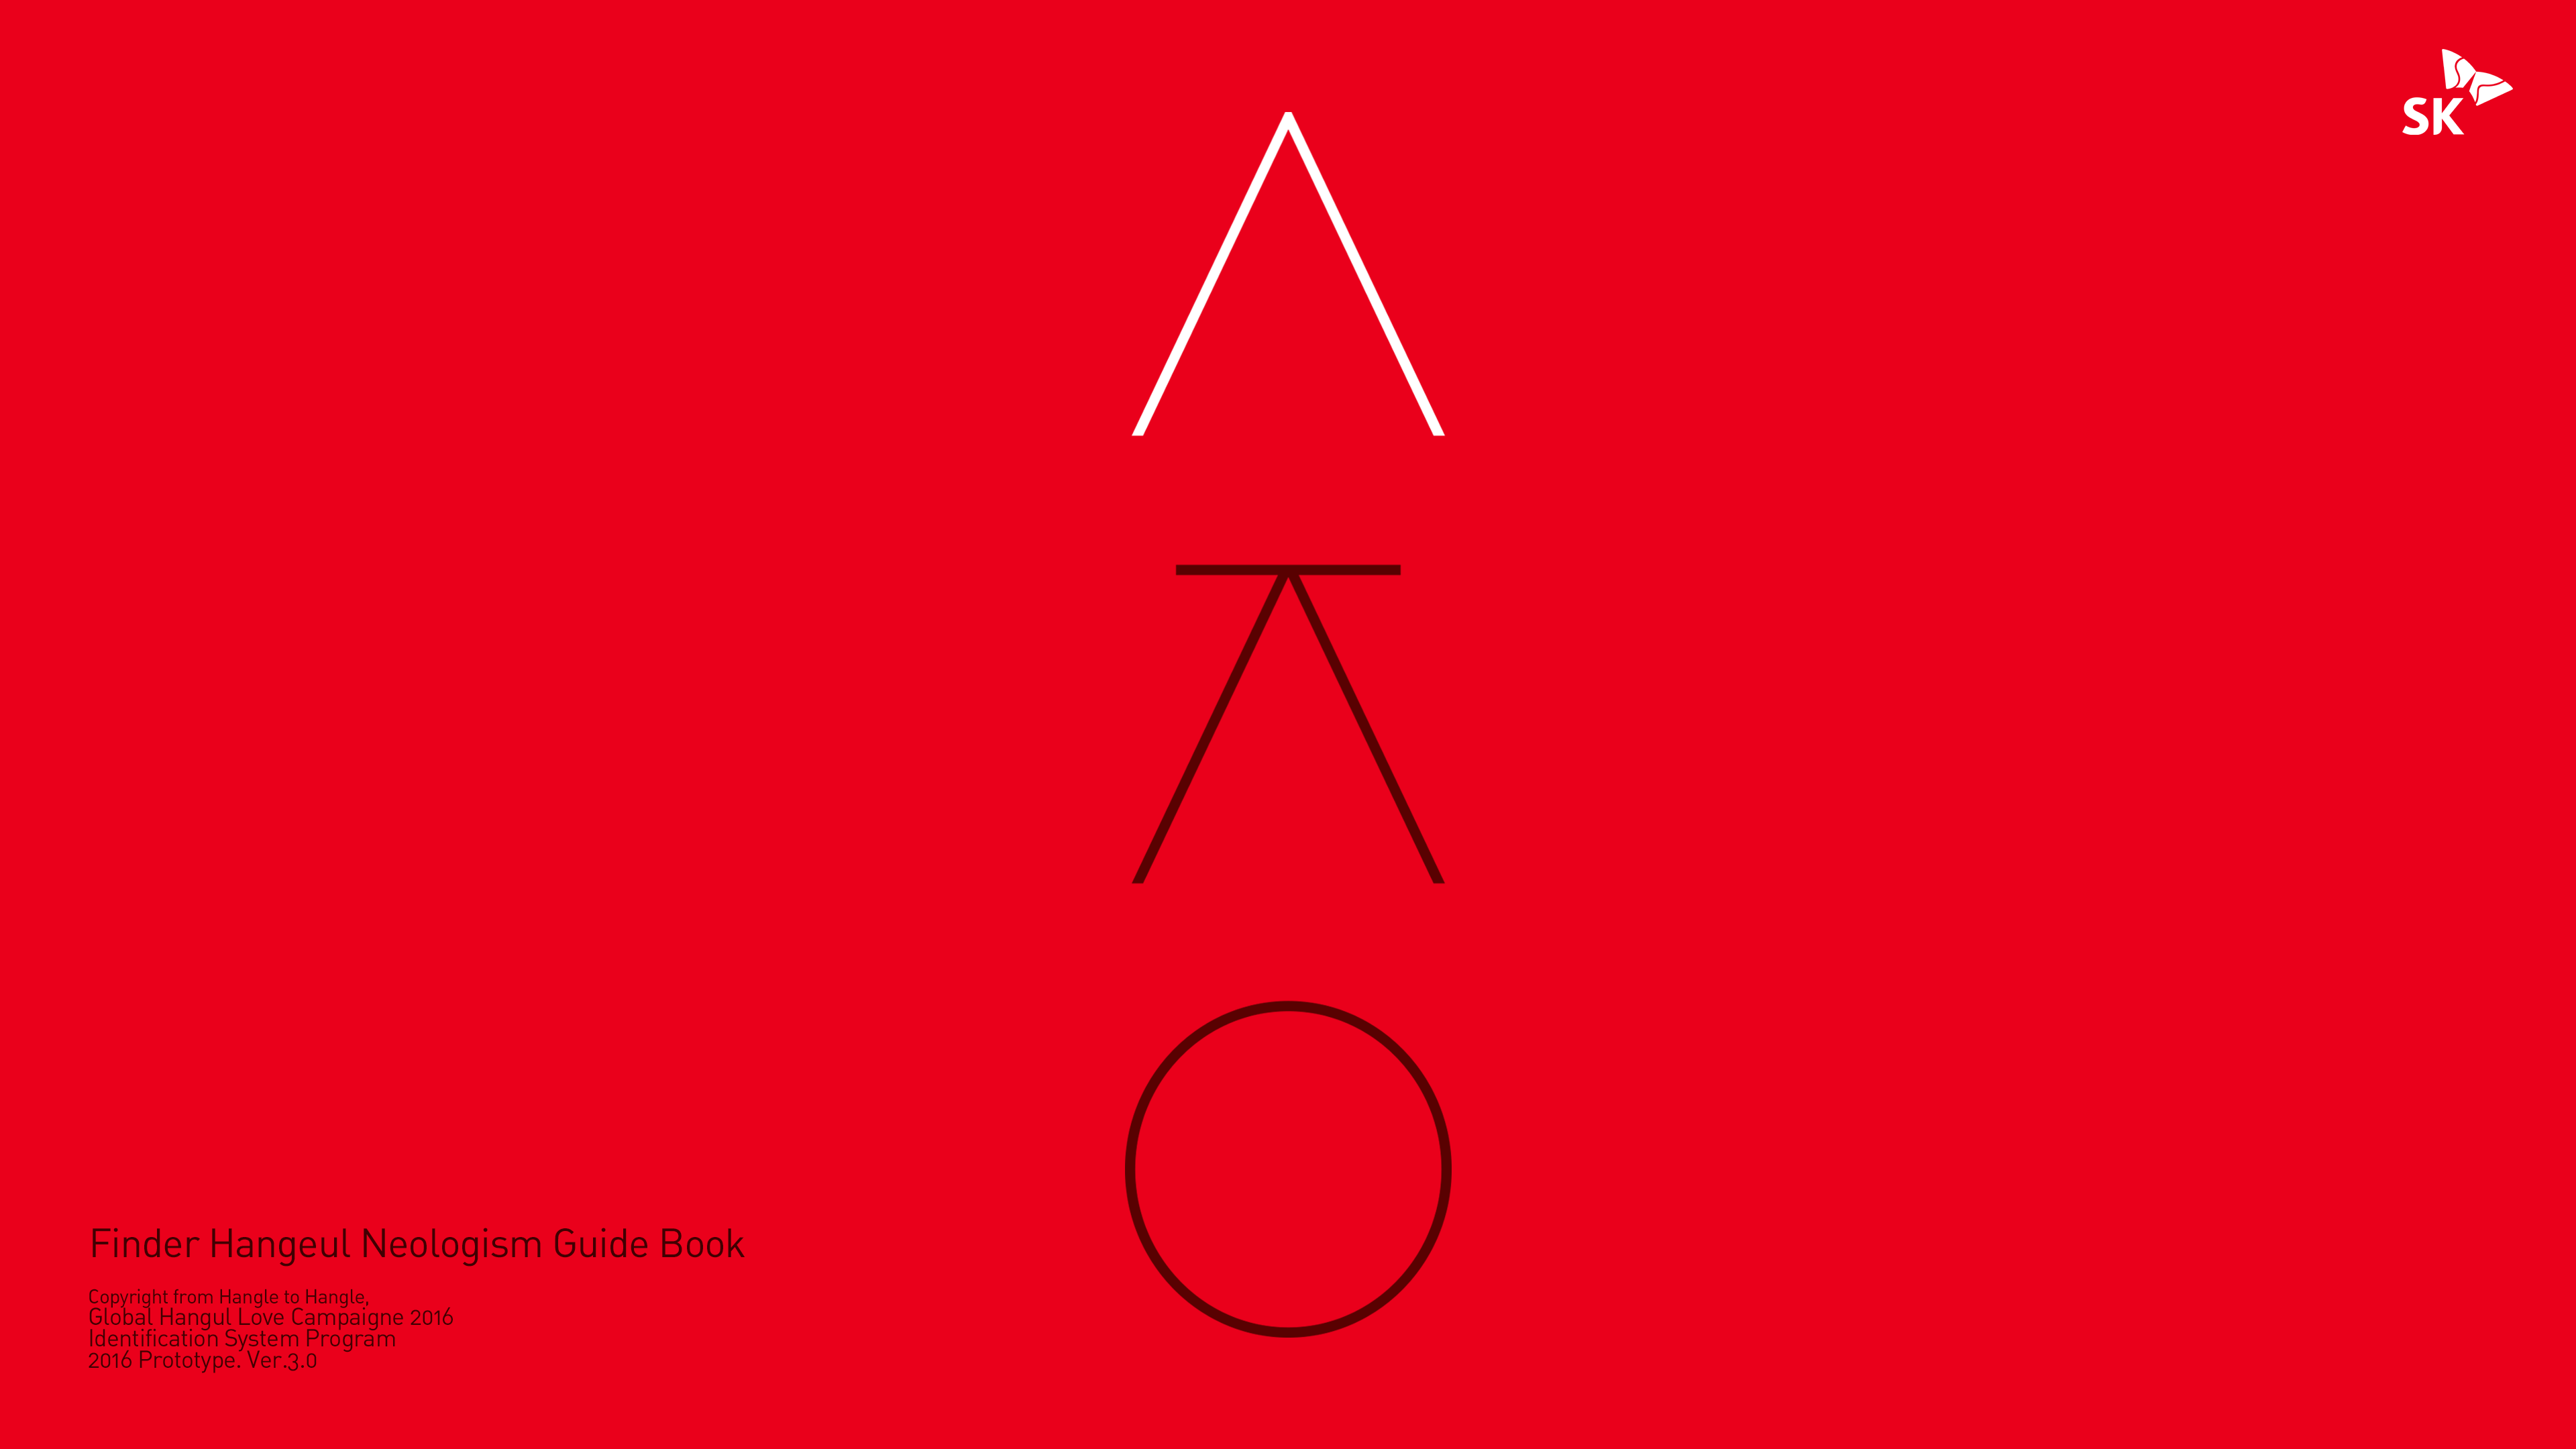 SK
ㅅ
ㅈ
ㅇ
Finder Hangeul Neologism Guide Book
Copyright from Hangle to Hangle,
Global Hangul Love Campaigne 2016
Identification System Program
2016 Prototype. Ver.3.0